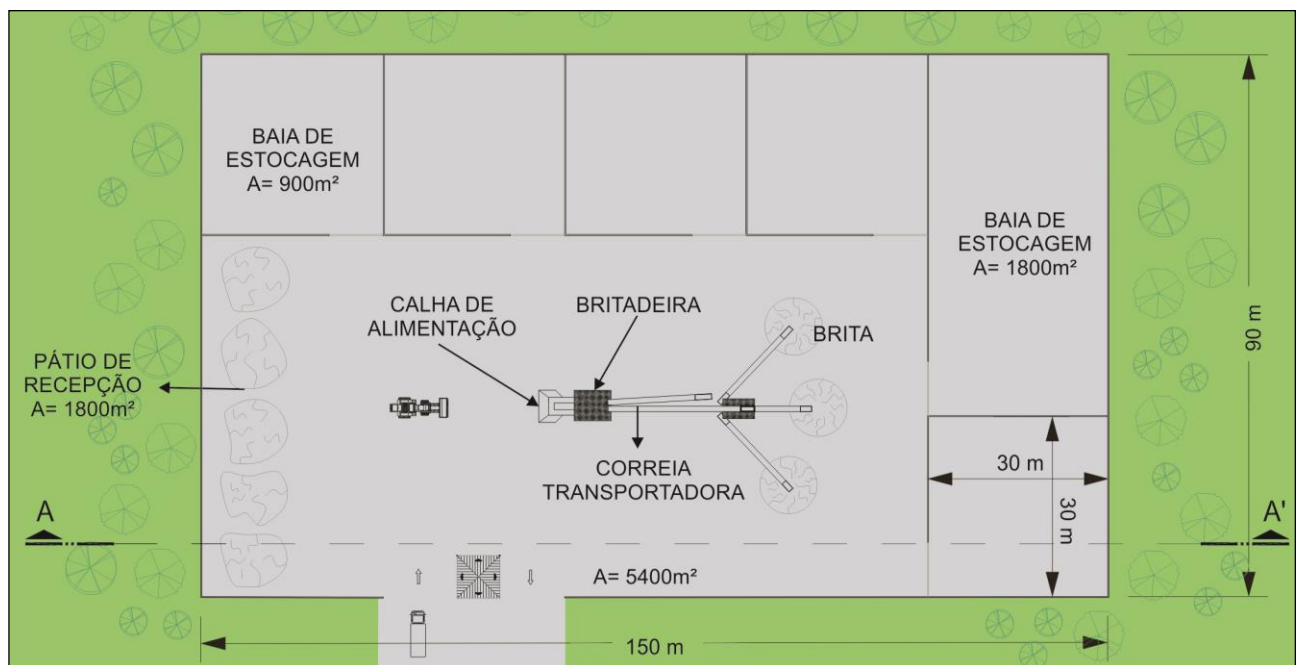 BAIA DE
ESTOCAGEM
A= 900m²
BAIA DE
ESTOCAGEM
A= 1800m²
90 m
CALHA DE
ALIMENTAÇÃO
BRITADEIRA
BRITA
PÁTIO DE
RECEPÇÃO
A= 1800m²
CORREIA
TRANSPORTADORA
30 m
30 m
A
A'
A= 5400m²
150 m